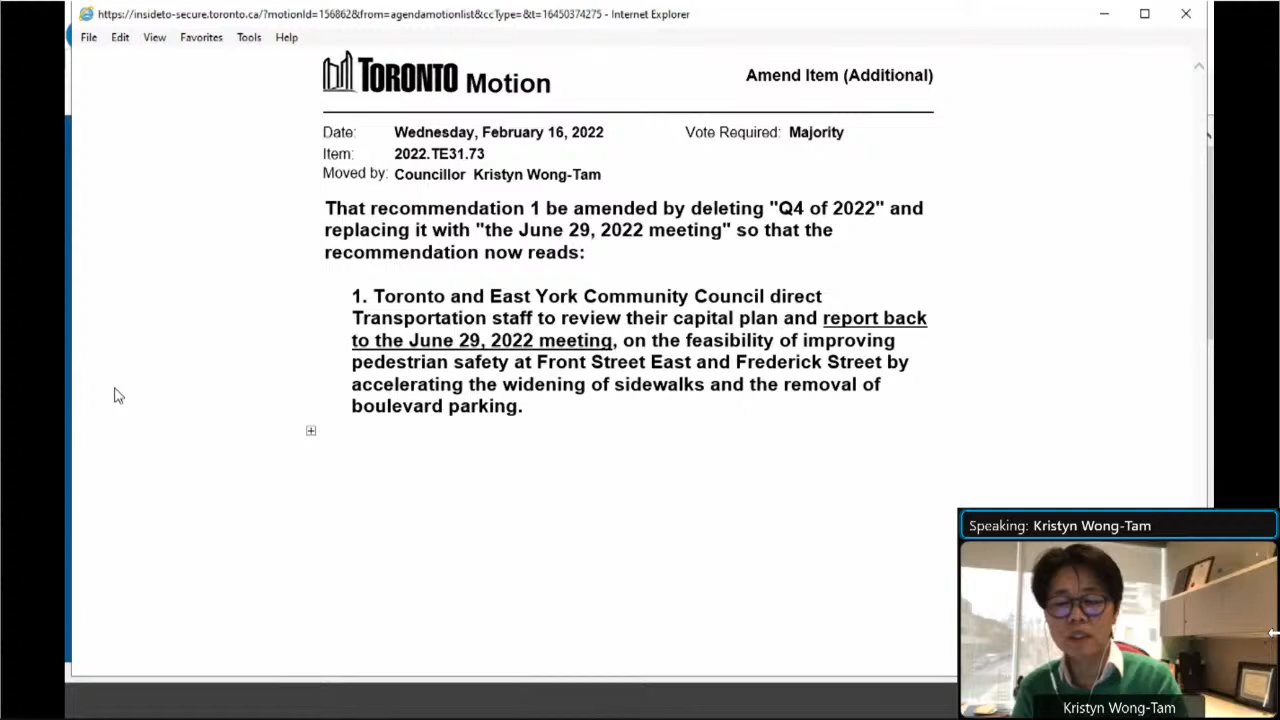 https://insideto-secure.toronto.ca/?motionId=156862&from=agendamotionlist&ccType=&t=16450374275 - Internet Explorer
File Edit View Favorites Tools Help
TORONTO Motion
Amend Item (Additional)
Date: Wednesday, February 16, 2022
Vote Required: Majority
Item: 2022.TE31.73
Moved by: Councillor Kristyn Wong-Tam
That recommendation 1 be amended by deleting "Q4 of 2022" and
replacing it with "the June 29, 2022 meeting" so that the
recommendation now reads:
1. Toronto and East York Community Council direct
Transportation staff to review their capital plan and report back
to the June 29, 2022 meeting, on the feasibility of improving
pedestrian safety at Front Street East and Frederick Street by
accelerating the widening of sidewalks and the removal of
boulevard parking.
Speaking: Kristyn Wong-Tam
Kristyn Wong-Tam